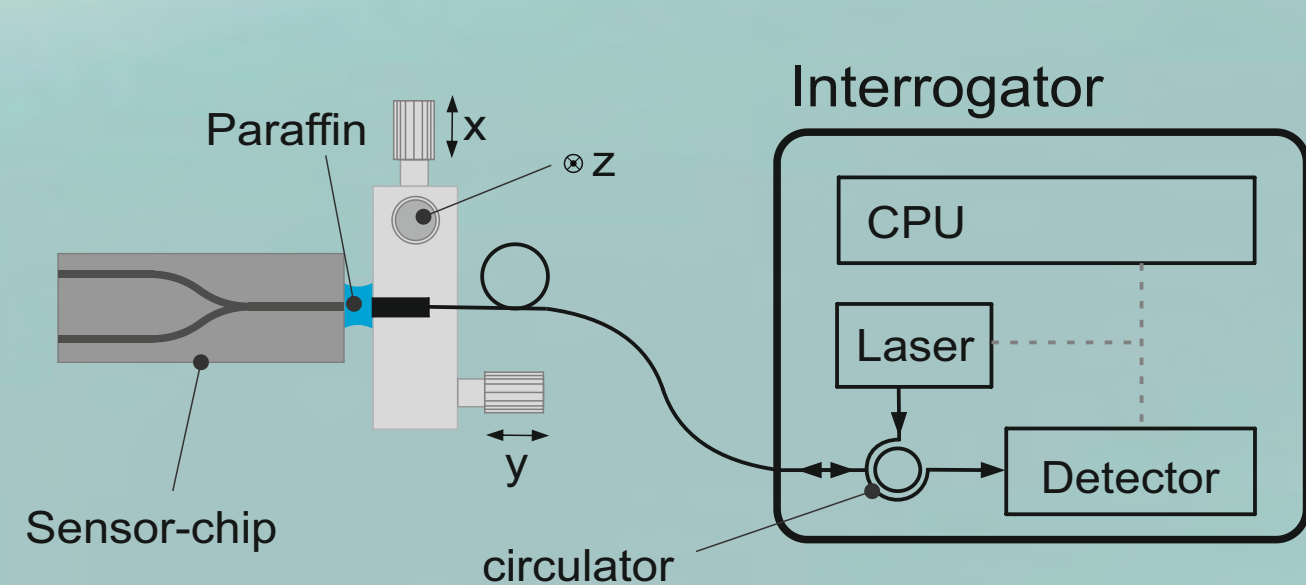 Interrogator
Paraffin
x
⊗ z
CPU
Laser
y
Detector
Sensor-chip
circulator